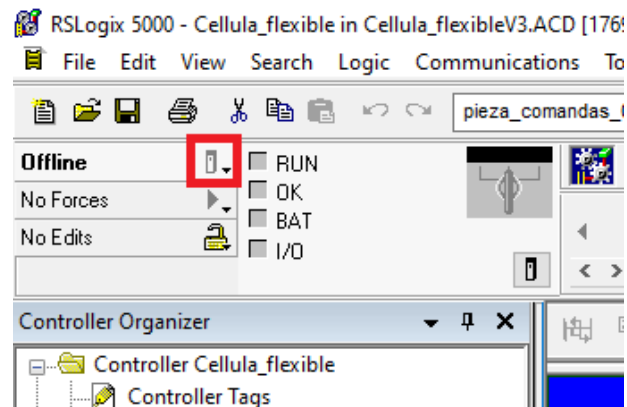 RSLogix 5000 - Cellula_flexible in Cellula_flexibleV3.ACD [1769
File Edit View Search Logic Communications To
pieza_comandas_
Offline
RUN
No Forces
OK
BAT
No Edits
I/O
Controller Organizer
Controller Cellula_flexible
Controller Tags